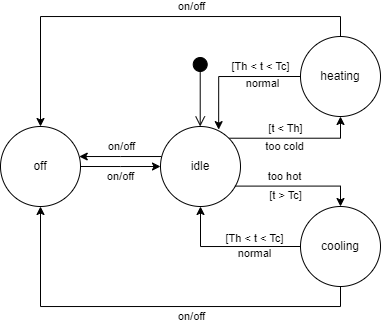 on/off
[Th < t < Tc]
normal
heating
[t < Th]
too cold
on/off
off
on/off
idle
too hot
[t > Tc]
[Th < t < Tc]
normal
cooling
on/off